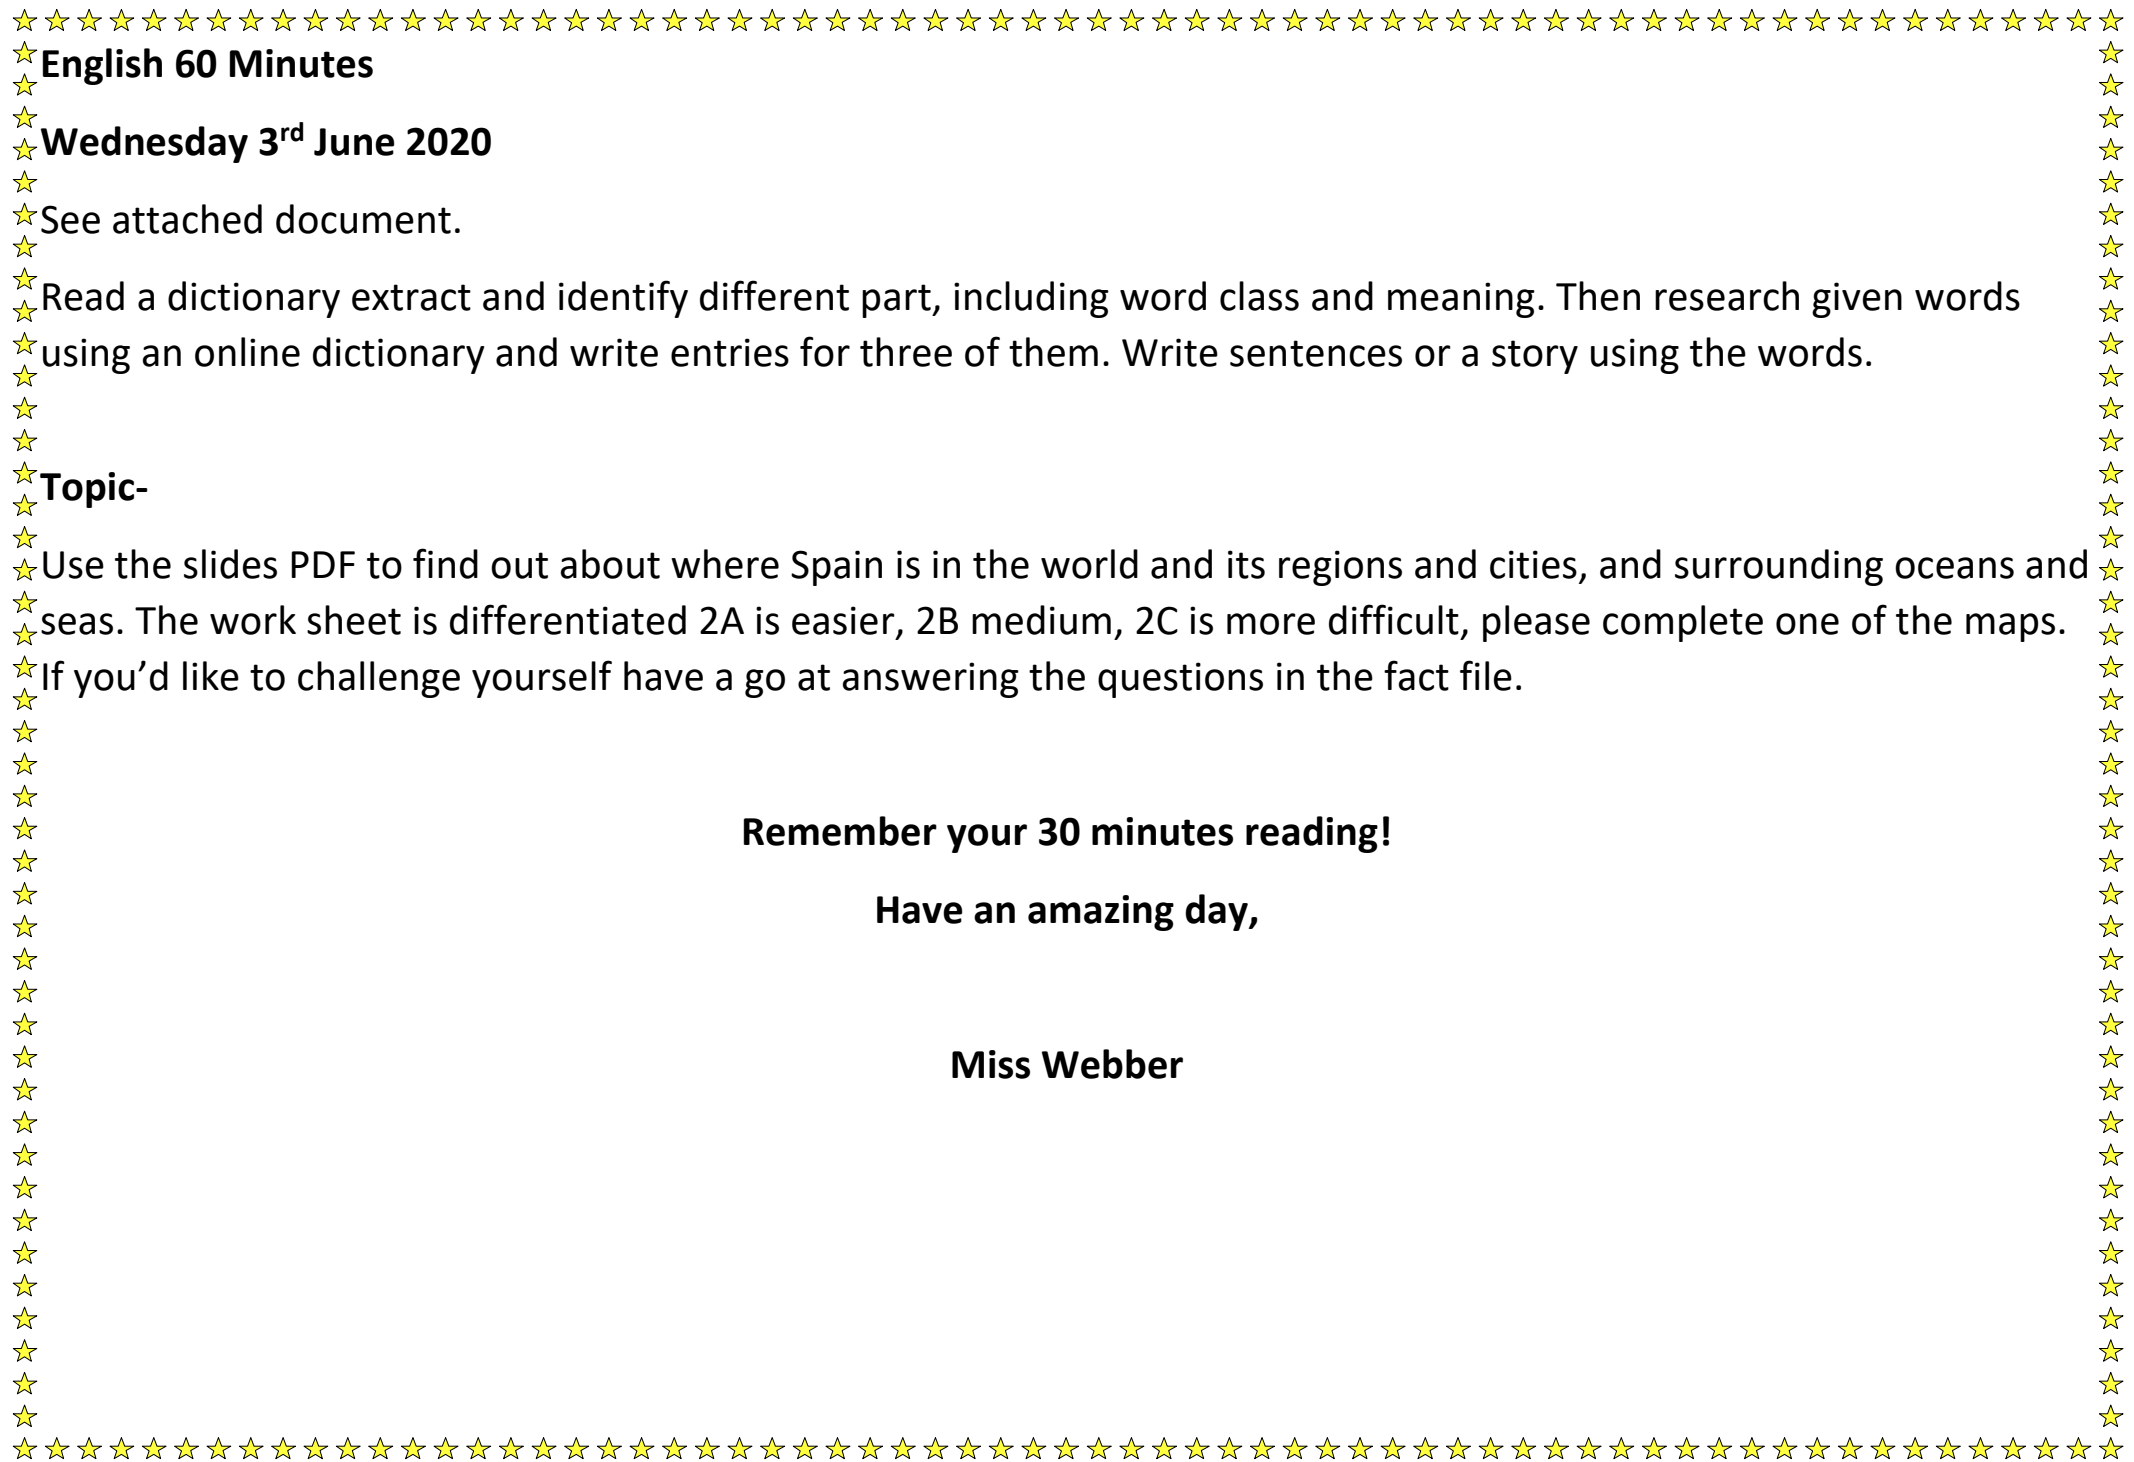 English 60 Minutes
Wednesday 3rd June 2020
See attached document.
Read a dictionary extract and identify different part, including word class and meaning. Then research given words
using an online dictionary and write entries for three of them. Write sentences or a story using the words.
Topic-
Use the slides PDF to find out about where Spain is in the world and its regions and cities, and surrounding oceans and
seas. The work sheet is differentiated 2A is easier, 2B medium, 2C is more difficult, please complete one of the maps.
If you’d like to challenge yourself have a go at answering the questions in the fact file.
Remember your 30 minutes reading!
Have an amazing day,
Miss Webber